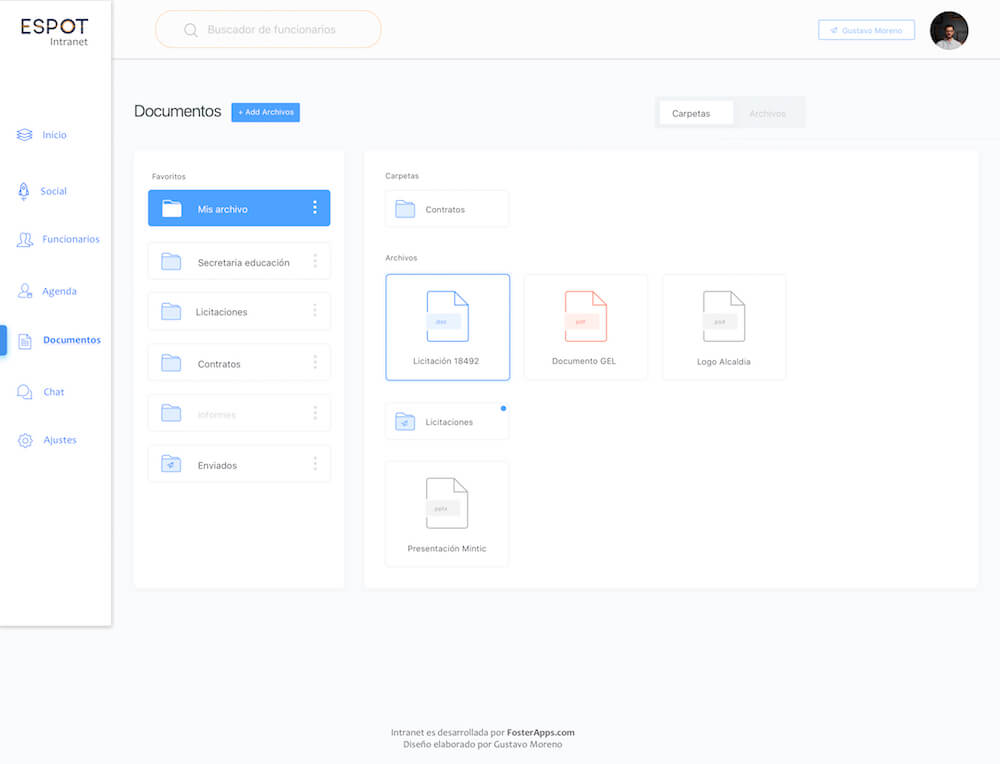 ESPOT
Intranet
Buscador de funcionarios
Gustavo Moreno
Inicio
Social
Funcionarios
Agenda
Documentos
Chat
Ajustes
Documentos
+ Add Archivos
Carpetas
Archivos
Favoritos
Mis archivo
Secretaria educación
Licitaciones
Contratos
Informes
Enviados
Carpetas
Contratos
Archivos
.doc
Licitación 18492
pdf
Documento GEL
psd
Logo Alcaldia
Licitaciones
pptx
Presentación Mintic
Intranet es desarrollada por FosterApps.com
Diseño elaborado por Gustavo Moreno